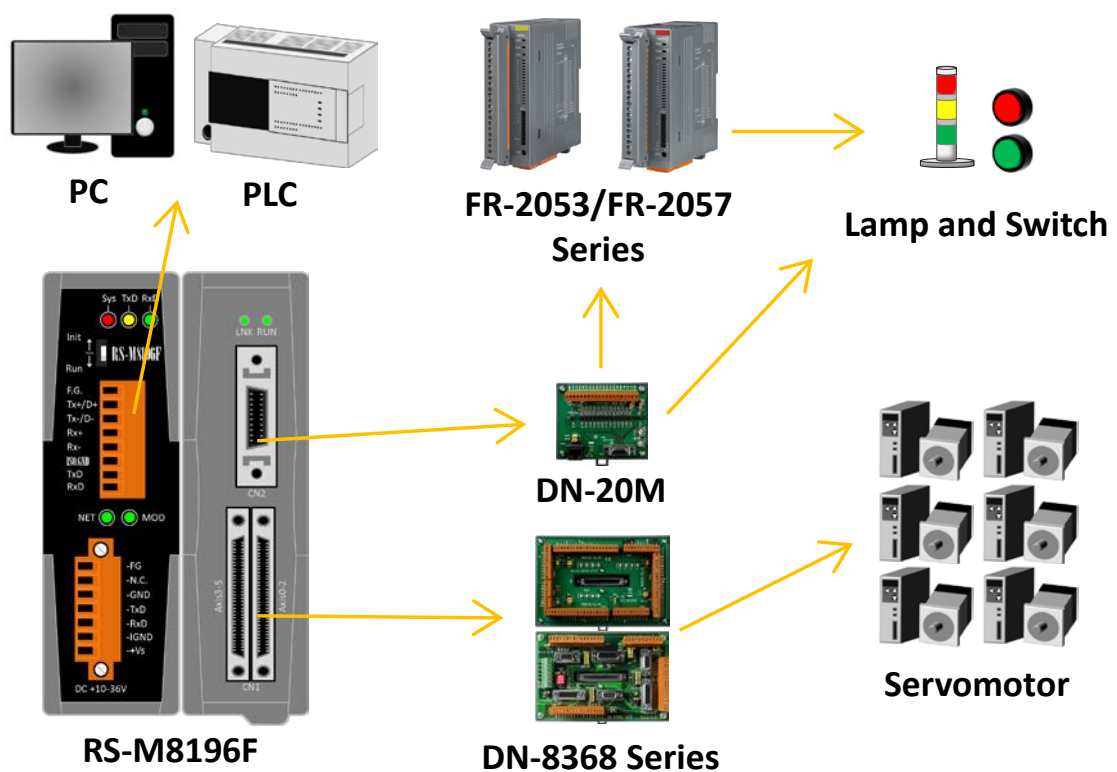 PC
PLC
FR-2053/FR-2057
Series
Lamp and Switch
Sys TxD RxD
Init
RS-M8196F
Run
F.G.
Tx+/D+
Tx-/D-
Rx+
Rx-
ISO.GND
TxD
RxD
NET
MOD
-FG
-N.C.
-GND
-TxD
-RxD
-IGND
-+Vs
DC +10-36V
LNK RUN
CN2
Axis3-5
Axis0-2
CN1
RS-M8196F
DN-20M
DN-8368 Series
Servomotor